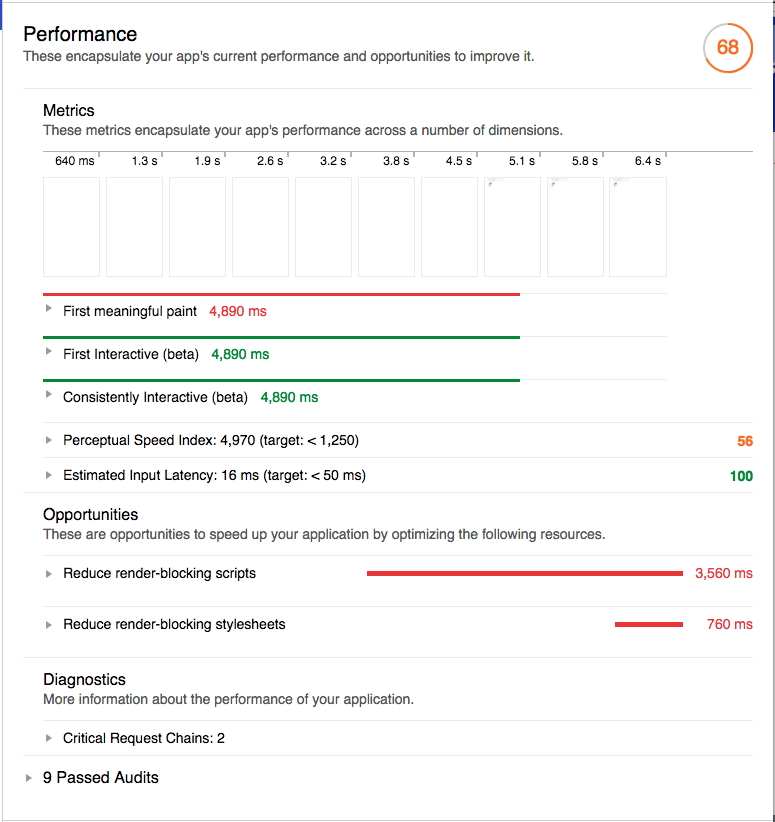 Performance
68
These encapsulate your app's current performance and opportunities to improve it.
Metrics
These metrics encapsulate your app's performance across a number of dimensions.
640 ms 1.3 s 1.9 s 2.6 s 3.2 s 3.8 s 4.5 s 5.1 s 5.8 s 6.4 s
First meaningful paint 4,890 ms
First Interactive (beta) 4,890 ms
Consistently Interactive (beta) 4,890 ms
Perceptual Speed Index: 4,970 (target: < 1,250) 56
Estimated Input Latency: 16 ms (target: < 50 ms) 100
Opportunities
These are opportunities to speed up your application by optimizing the following resources.
Reduce render-blocking scripts 3,560 ms
Reduce render-blocking stylesheets 760 ms
Diagnostics
More information about the performance of your application.
Critical Request Chains: 2
9 Passed Audits